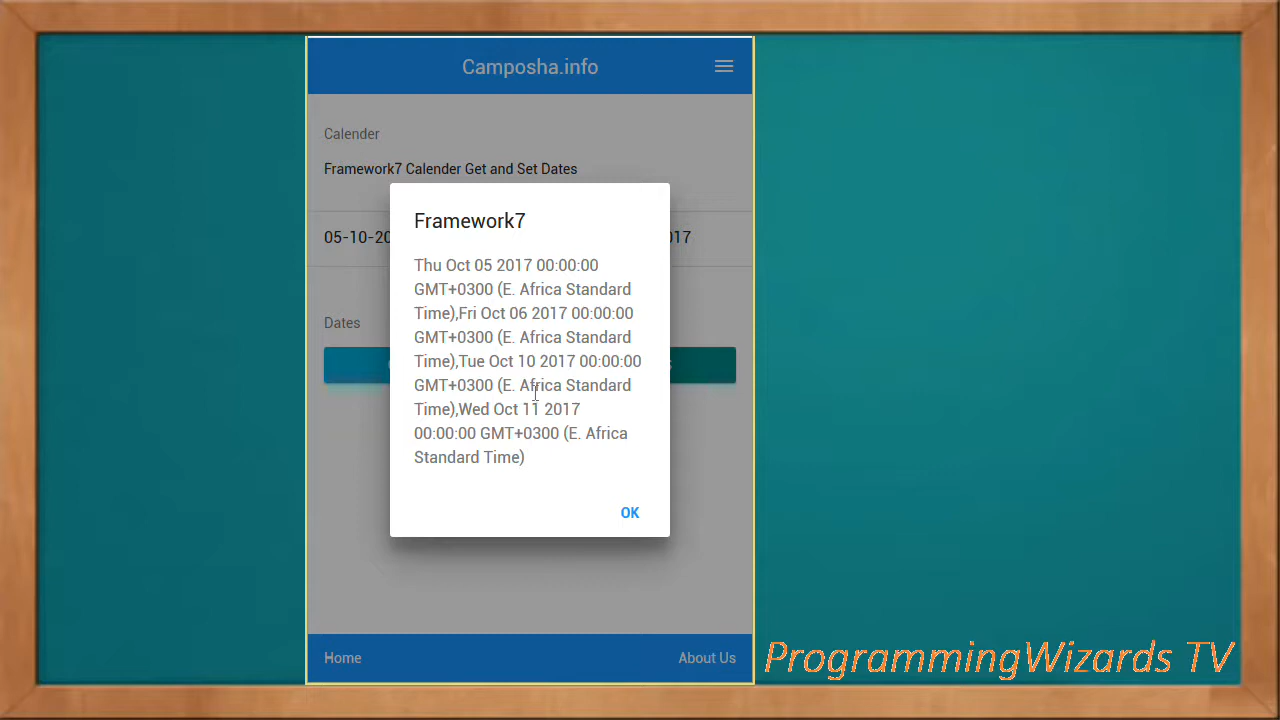 Camposha.info
Calender
Framework7 Calender Get and Set Dates
Framework7
05-10-20
017
Thu Oct 05 2017 00:00:00
GMT+0300 (E. Africa Standard
Time),Fri Oct 06 2017 00:00:00
GMT+0300 (E. Africa Standard
Time),Tue Oct 10 2017 00:00:00
GMT+0300 (E. Africa Standard
Time),Wed Oct 11 2017
00:00:00 GMT+0300 (E. Africa
Standard Time)
Dates
OK
Home
About Us
ProgrammingWizards TV